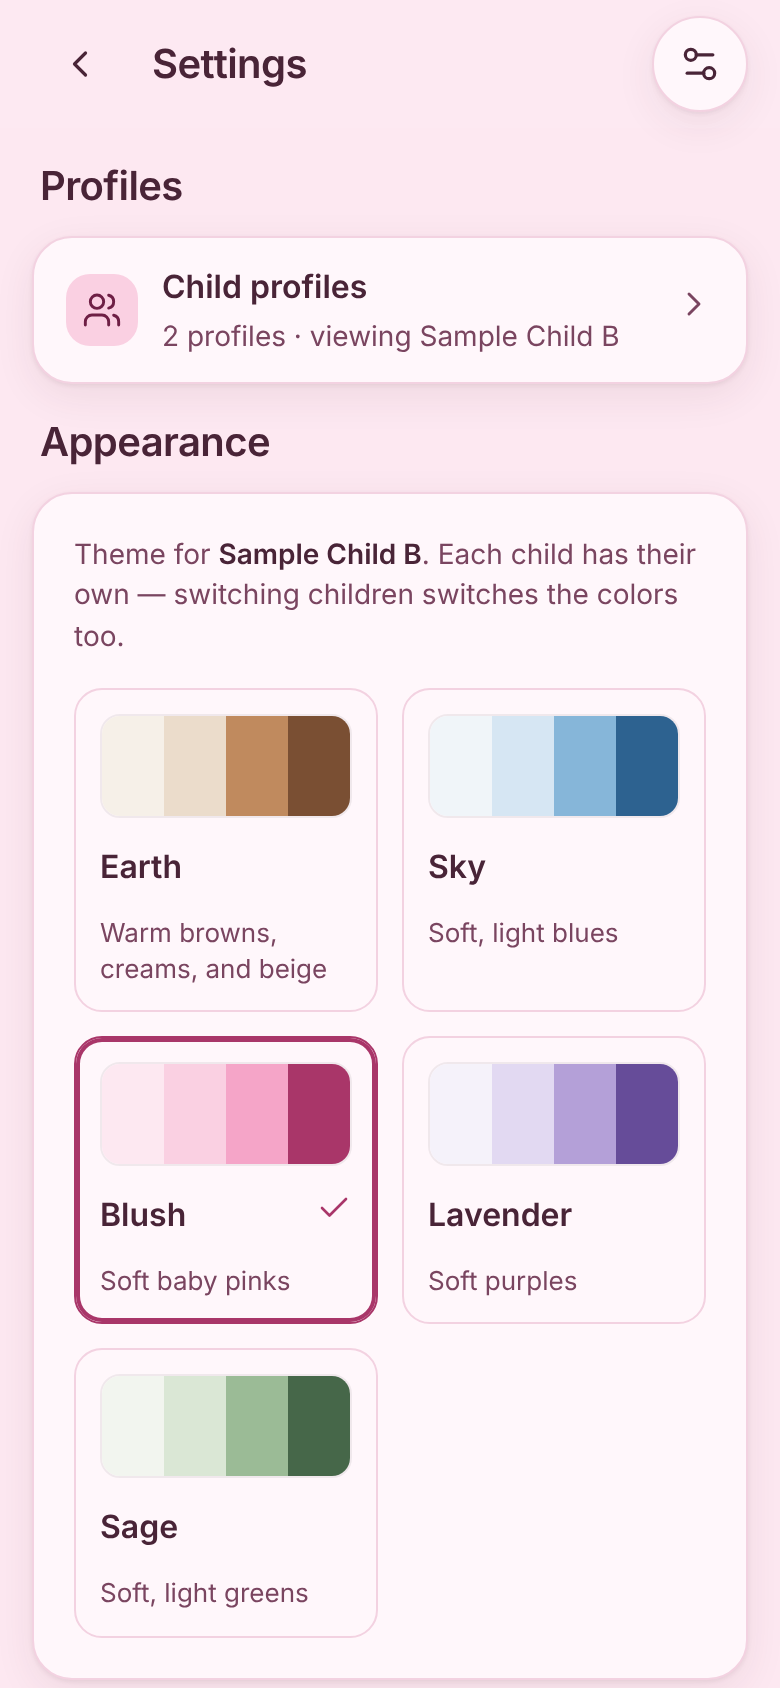 Settings
Profiles
Child profiles
2 profiles · viewing Sample Child B
Appearance
Theme for Sample Child B. Each child has their
own — switching children switches the colors
too.
Earth
Warm browns,
creams, and beige
Sky
Soft, light blues
Blush
Soft baby pinks
Lavender
Soft purples
Sage
Soft, light greens